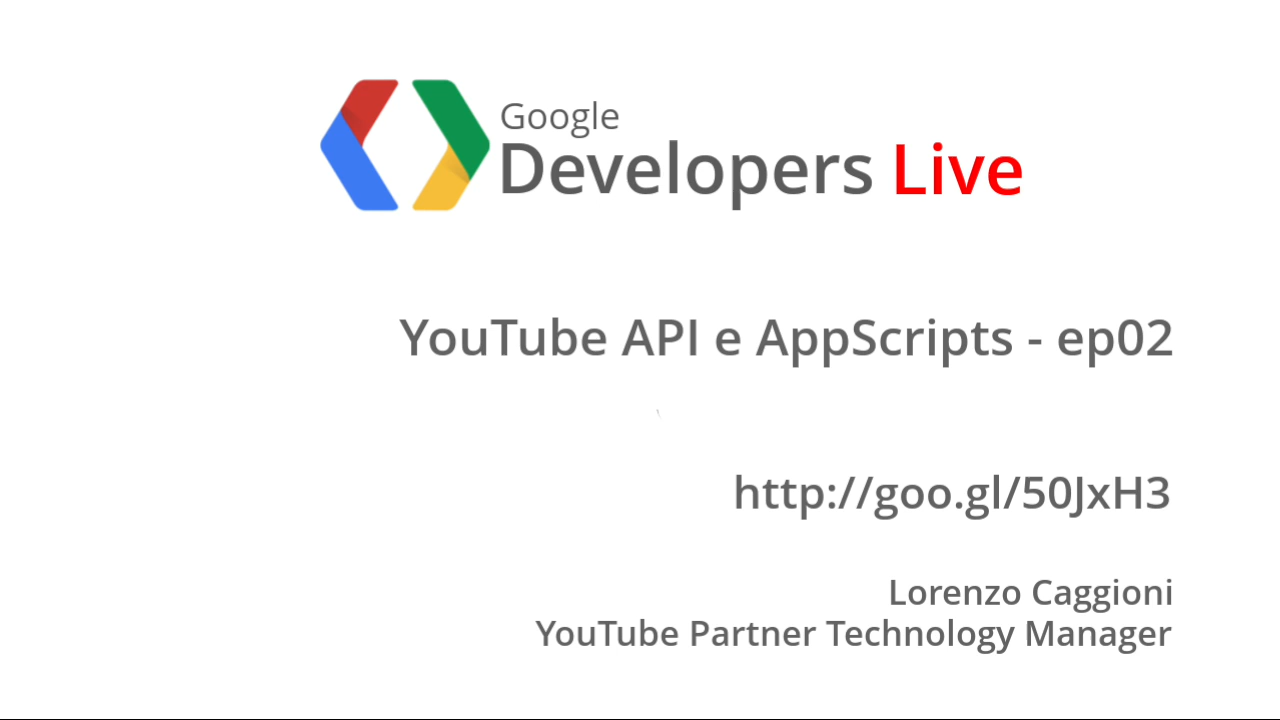 Google
Developers Live
YouTube API e AppScripts - ep02
http://goo.gl/50JxH3
Lorenzo Caggioni
YouTube Partner Technology Manager